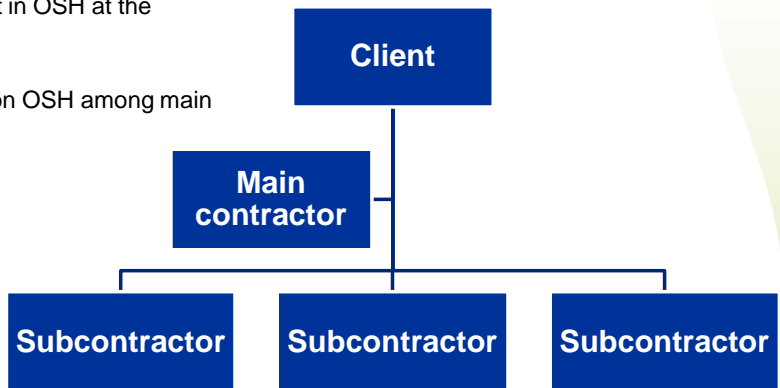 t in OSH at the
Client
on OSH among main
Main
contractor
Subcontractor
Subcontractor
Subcontractor